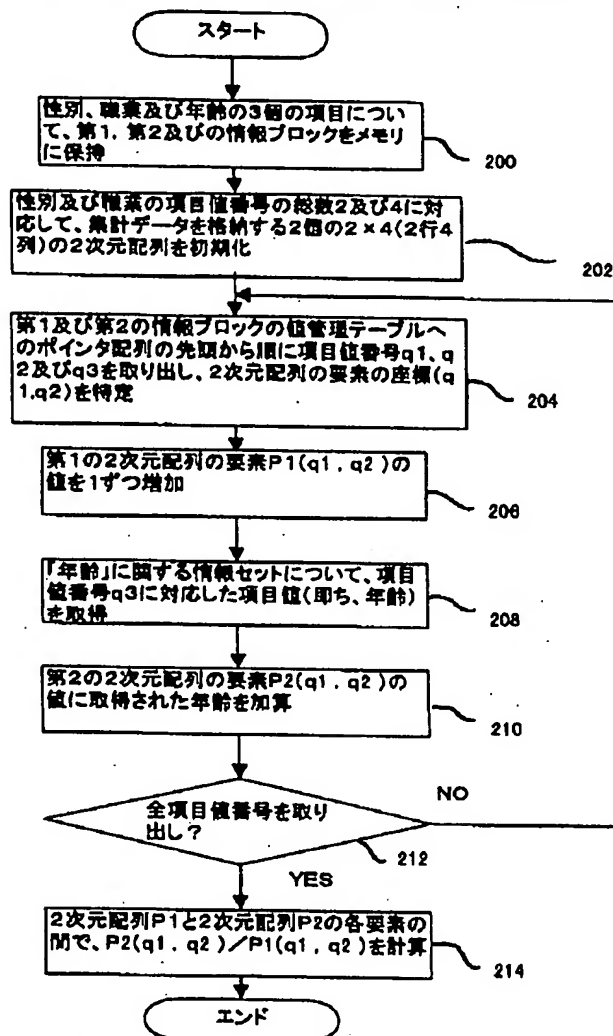 スタート
性別、職業及び年齢の3個の項目につい
て、第1,第2及びの情報ブロックをメモリ
に保持
200
性別及び職業の項目値番号の総数2及び4に対
応して、集計データを格納する2個の2×4(2行4
列)の2次元配列を初期化
202
第1及び第2の情報ブロックの値管理テーブルへ
のポインタ配列の先頭から順に項目値番号q1、q
2及びq3を取り出し、2次元配列の要素の座標(q
1,q2)を特定
204
第1の2次元配列の要素P1(q1,q2)の
値を1ずつ増加
206
「年齢」に関する情報セットについて、項目
値番号q3に対応した項目値(即ち、年齢)
を取得
208
第2の2次元配列の要素P2(q1,q2)の
値に取得された年齢を加算
210
全項目値番号を取り
出し?
NO
212
YES
2次元配列P1と2次元配列P2の各要素の
間で、P2(q1,q2)/P1(q1,q2)を計算
214
エンド